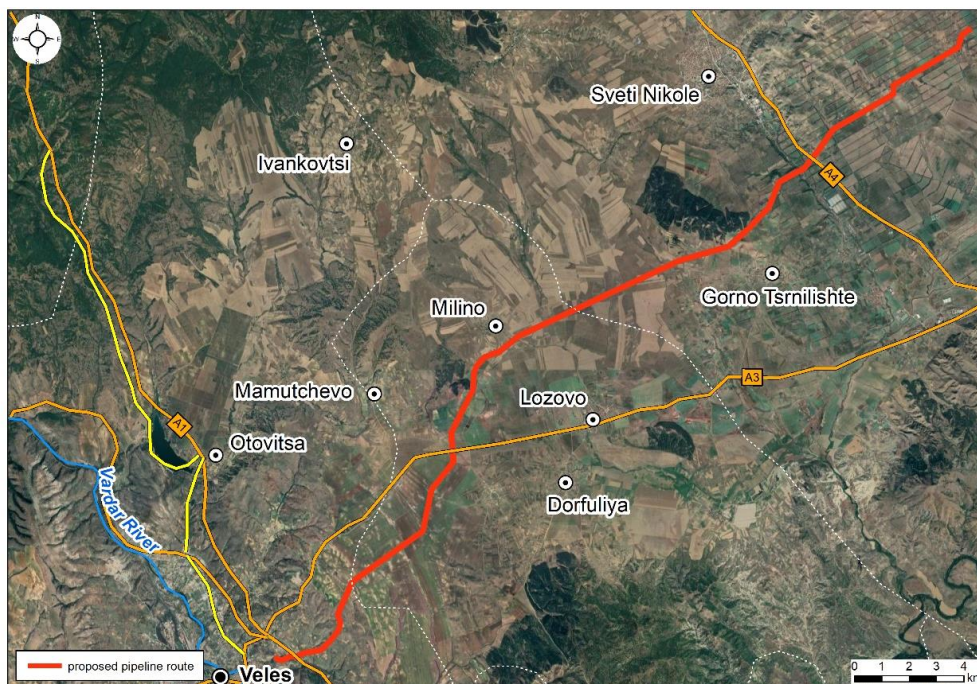 N
W
E
S
Sveti Nikole
Ivankovtsi
A4
Gorno Tsrnilishte
Milino
A3
Mamutchevo
Lozovo
A1
Otovitsa
Vardar River
Dorfuliya
proposed pipeline route
Veles
0 1 2 3 4
km